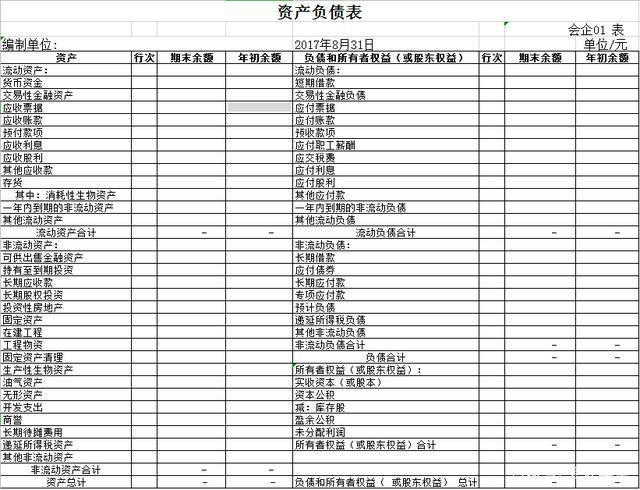 资产负债表
会企01 表
编制单位: 2017年8月31日 单位/元
资产 行次 期末余额 年初余额 负债和所有者权益（或股东权益） 行次 期末余额 年初余额
流动资产: 流动负债:
货币资金 短期借款
交易性金融资产 交易性金融负债
应收票据 应付票据
应收账款 应付账款
预付款项 预收款项
应收利息 应付职工薪酬
应收股利 应交税费
其他应收款 应付利息
存货 应付股利
其中: 消耗性生物资产 其他应付款
一年内到期的非流动资产 一年内到期的非流动负债
其他流动资产 其他流动负债
流动资产合计 - - 流动负债合计 - -
非流动资产: 非流动负债:
可供出售金融资产 长期借款
持有至到期投资 应付债券
长期应收款 长期应付款
长期股权投资 专项应付款
投资性房地产 预计负债
固定资产 递延所得税负债
在建工程 其他非流动负债
工程物资 非流动负债合计 - -
固定资产清理 负债合计 - -
生产性生物资产 所有者权益（或股东权益）:
油气资产 实收资本（或股本）
无形资产 资本公积
开发支出 减: 库存股
商誉 盈余公积
长期待摊费用 未分配利润
递延所得税资产 所有者权益（或股东权益）合计 - -
其他非流动资产
非流动资产合计 - -
资产总计 - - 负债和所有者权益（ 或股东权益） 总计 - -